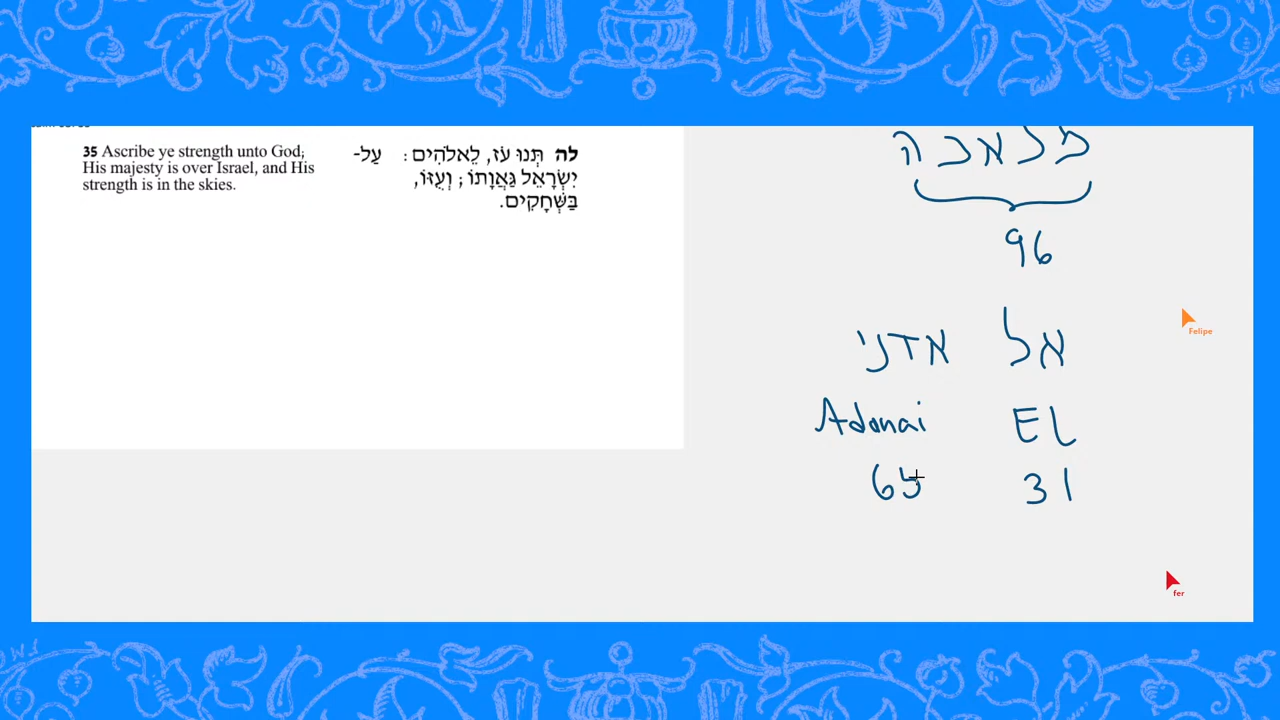 35 Ascribe ye strength unto God;
His majesty is over Israel, and His
strength is in the skies.
לה תְּנוּ עֹז, לֵאלֹהִים: עַל-
יִשְׂרָאֵל גַּאֲוָתוֹ; וְעֻזּוֹ,
בַּשְּׁחָקִים.
מלאכה
96
אל אדני
Adonai EL
65 31
Felipe
fer